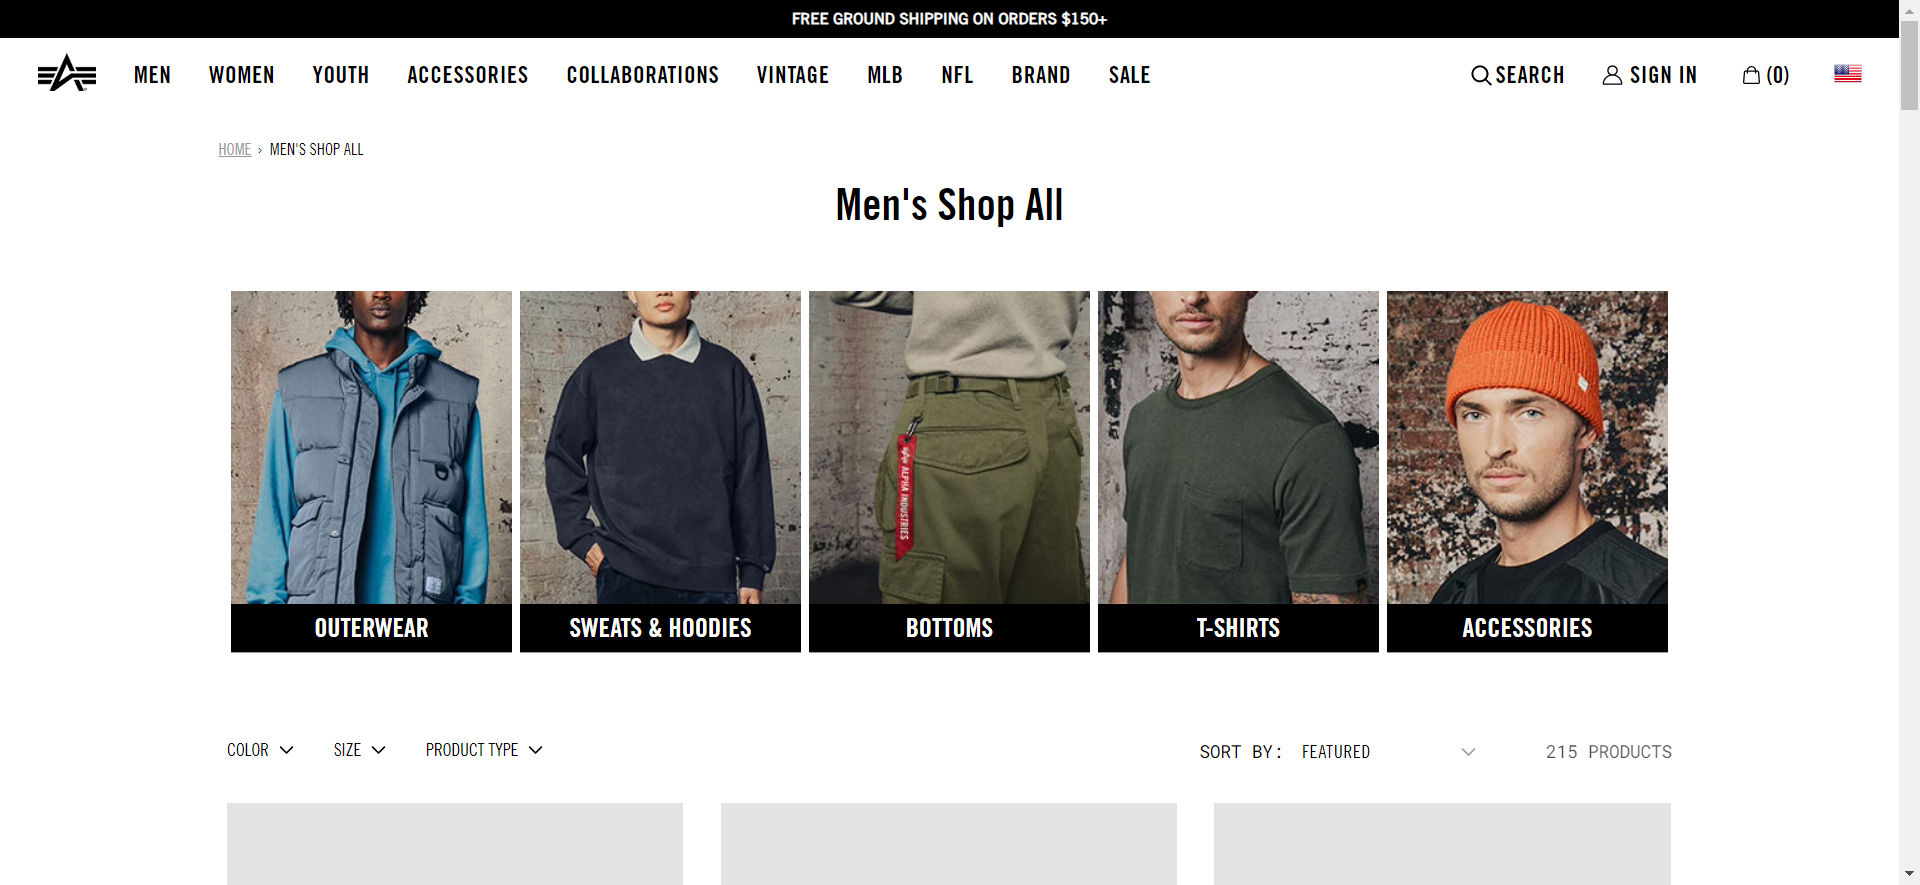 FREE GROUND SHIPPING ON ORDERS $150+
MEN WOMEN YOUTH ACCESSORIES COLLABORATIONS VINTAGE MLB NFL BRAND SALE SEARCH SIGN IN (0)
HOME › MEN'S SHOP ALL
Men's Shop All
ALPHA INDUSTRIES
OUTERWEAR SWEATS & HOODIES BOTTOMS T-SHIRTS ACCESSORIES
COLOR SIZE PRODUCT TYPE SORT BY: FEATURED 215 PRODUCTS